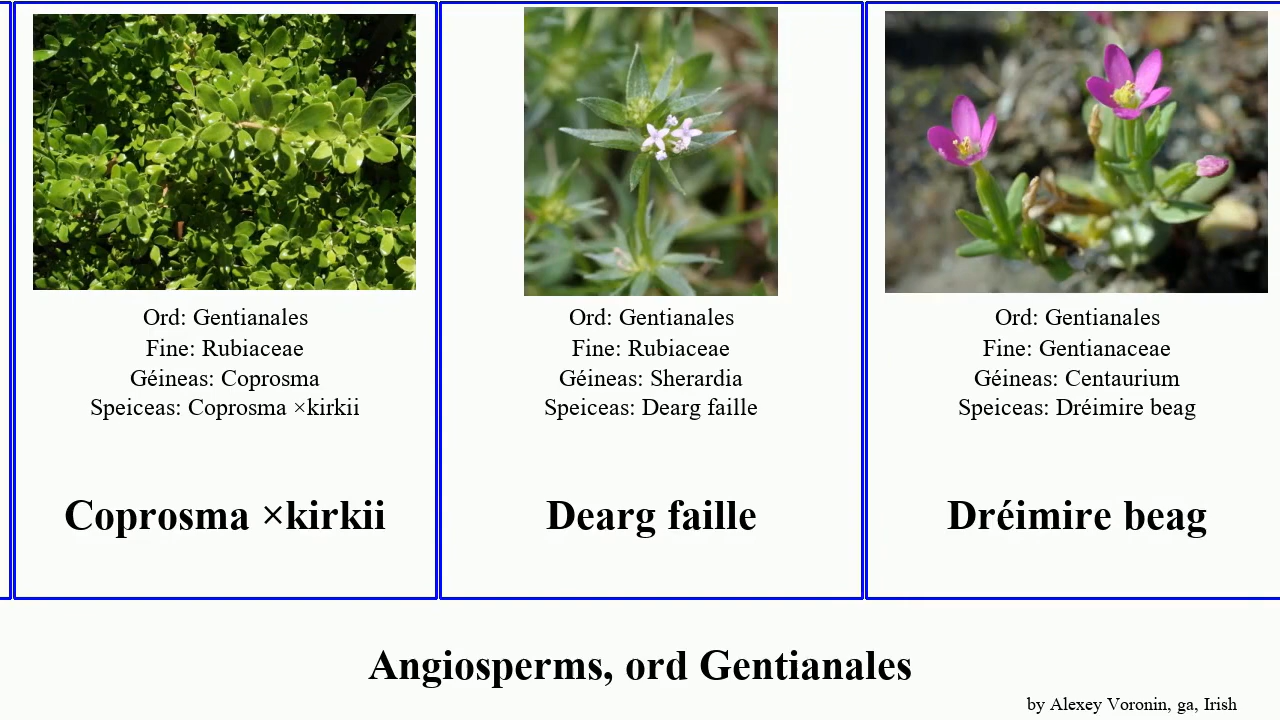 Ord: Gentianales
Fine: Rubiaceae
Géineas: Coprosma
Speiceas: Coprosma ×kirkii
Coprosma ×kirkii
Ord: Gentianales
Fine: Rubiaceae
Géineas: Sherardia
Speiceas: Dearg faille
Dearg faille
Ord: Gentianales
Fine: Gentianaceae
Géineas: Centaurium
Speiceas: Dréimire beag
Dréimire beag
Angiosperms, ord Gentianales
by Alexey Voronin, ga, Irish